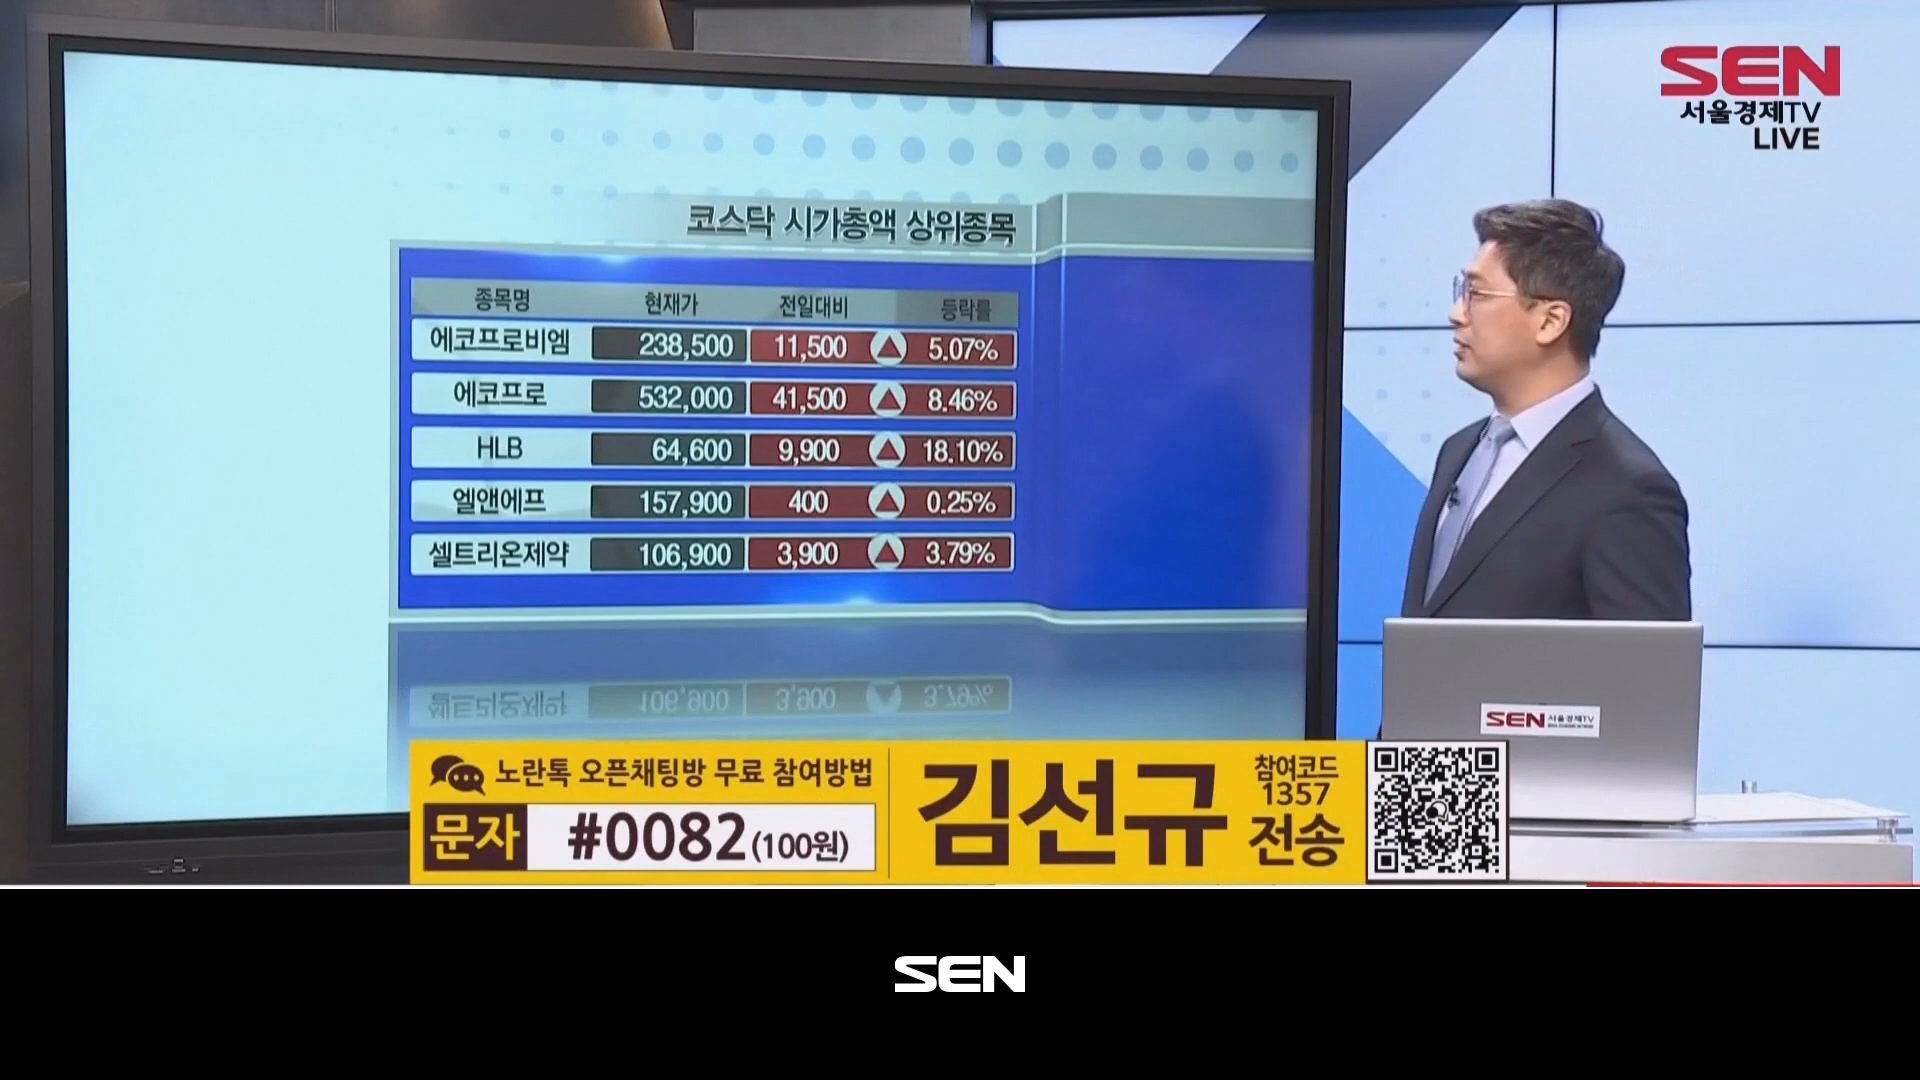 SEN
서울경제TV
LIVE
코스닥 시가총액 상위종목
종목명 현재가 전일대비 등락률
에코프로비엠 238,500 11,500 5.07%
에코프로 532,000 41,500 8.46%
HLB 64,600 9,900 18.10%
엘앤에프 157,900 400 0.25%
셀트리온제약 106,900 3,900 3.79%
SEN 서울경제TV
노란톡 오픈채팅방 무료 참여방법
문자 #0082(100원)
김선규
참여코드
1357
전송
SEN